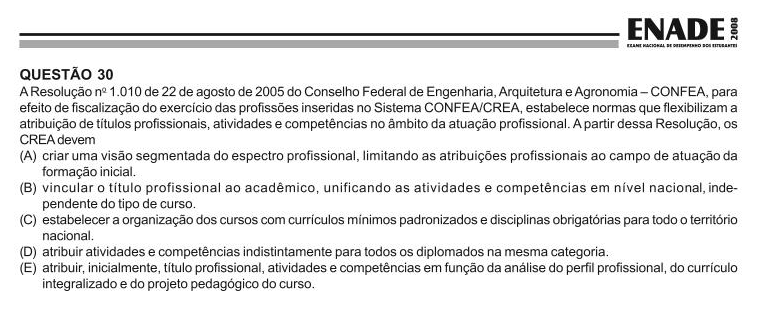 ENADE 2008
EXAME NACIONAL DE DESEMPENHO DOS ESTUDANTES
QUESTÃO 30
A Resolução nº 1.010 de 22 de agosto de 2005 do Conselho Federal de Engenharia, Arquitetura e Agronomia – CONFEA, para
efeito de fiscalização do exercício das profissões inseridas no Sistema CONFEA/CREA, estabelece normas que flexibilizam a
atribuição de títulos profissionais, atividades e competências no âmbito da atuação profissional. A partir dessa Resolução, os
CREA devem
(A) criar uma visão segmentada do espectro profissional, limitando as atribuições profissionais ao campo de atuação da
formação inicial.
(B) vincular o título profissional ao acadêmico, unificando as atividades e competências em nível nacional, inde-
pendente do tipo de curso.
(C) estabelecer a organização dos cursos com currículos mínimos padronizados e disciplinas obrigatórias para todo o território
nacional.
(D) atribuir atividades e competências indistintamente para todos os diplomados na mesma categoria.
(E) atribuir, inicialmente, título profissional, atividades e competências em função da análise do perfil profissional, do currículo
integralizado e do projeto pedagógico do curso.